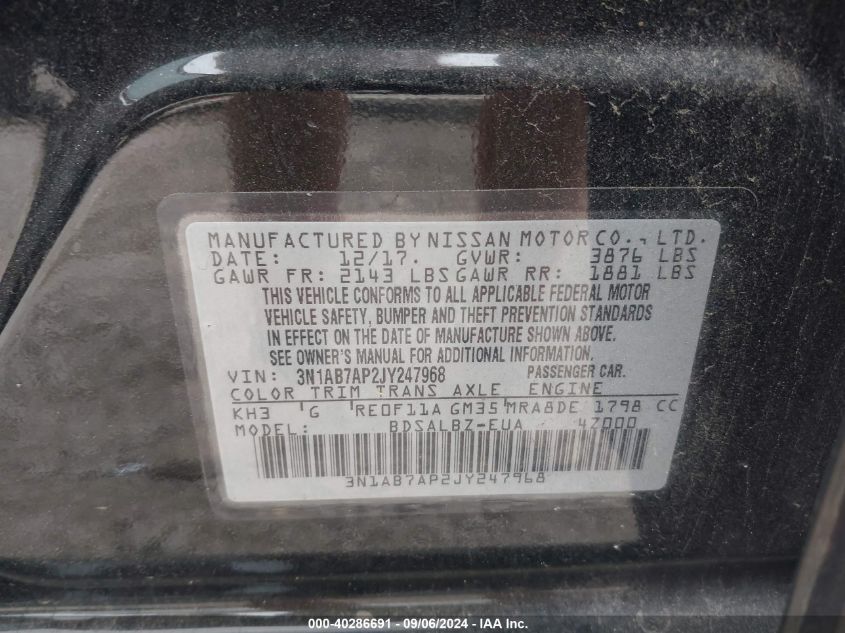 MANUFACTURED BY NISSAN MOTOR CO., LTD.
DATE: 12/17. GVWR: 3876 LBS
GAWR FR: 2143 LBS GAWR RR: 1881 LBS
THIS VEHICLE CONFORMS TO ALL APPLICABLE FEDERAL MOTOR
VEHICLE SAFETY, BUMPER AND THEFT PREVENTION STANDARDS
IN EFFECT ON THE DATE OF MANUFACTURE SHOWN ABOVE.
SEE OWNER'S MANUAL FOR ADDITIONAL INFORMATION.
VIN: 3N1AB7AP2JY247968 PASSENGER CAR.
COLOR TRIM TRANS AXLE ENGINE
KH3 G RE0F11A GM35 MRA8DE 1798 CC
MODEL: BDSALBZ-EUA 47000
3N1AB7AP2JY247968
000-40286691 - 09/06/2024 - IAA Inc.